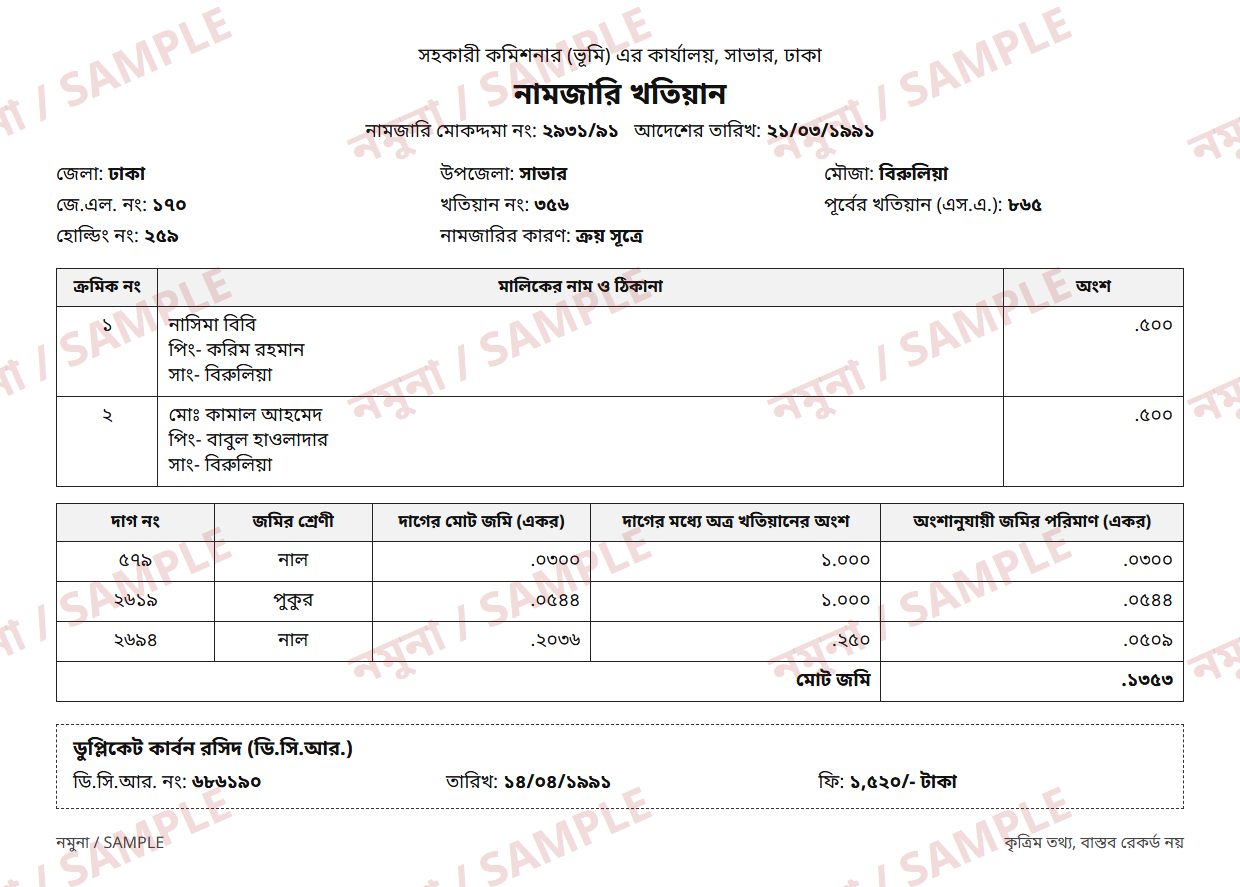 সহকারী কমিশনার (ভূমি) এর কার্যালয়, সাভার, ঢাকা
নামজারি খতিয়ান
নামজারি মোকদ্দমা নং: ২৯৩১/৯১ আদেশের তারিখ: ২১/০৩/১৯৯১
জেলা: ঢাকা উপজেলা: সাভার মৌজা: বিরুলিয়া
জে.এল. নং: ১৭০ খতিয়ান নং: ৩৫৬ পূর্বের খতিয়ান (এস.এ.): ৮৬৫
হোল্ডিং নং: ২৫৯ নামজারির কারণ: ক্রয় সূত্রে
ক্রমিক নং মালিকের নাম ও ঠিকানা অংশ
১ নাসিমা বিবি .৫০০
পিং- করিম রহমান
সাং- বিরুলিয়া
২ মোঃ কামাল আহমেদ .৫০০
পিং- বাবুল হাওলাদার
সাং- বিরুলিয়া
দাগ নং জমির শ্রেণী দাগের মোট জমি (একর) দাগের মধ্যে অত্র খতিয়ানের অংশ অংশানুযায়ী জমির পরিমাণ (একর)
৫৭৯ নাল .০৩০০ ১.০০০ .০৩০০
২৬১৯ পুকুর .০৫৪৪ ১.০০০ .০৫৪৪
২৬৯৪ নাল .২০৩৬ .২৫০ .০৫০৯
মোট জমি .১৩৫৩
ডুপ্লিকেট কার্বন রসিদ (ডি.সি.আর.)
ডি.সি.আর. নং: ৬৮৬১৯০ তারিখ: ১৪/০৪/১৯৯১ ফি: ১,৫২০/- টাকা
নমুনা / SAMPLE কৃত্রিম তথ্য, বাস্তব রেকর্ড নয়